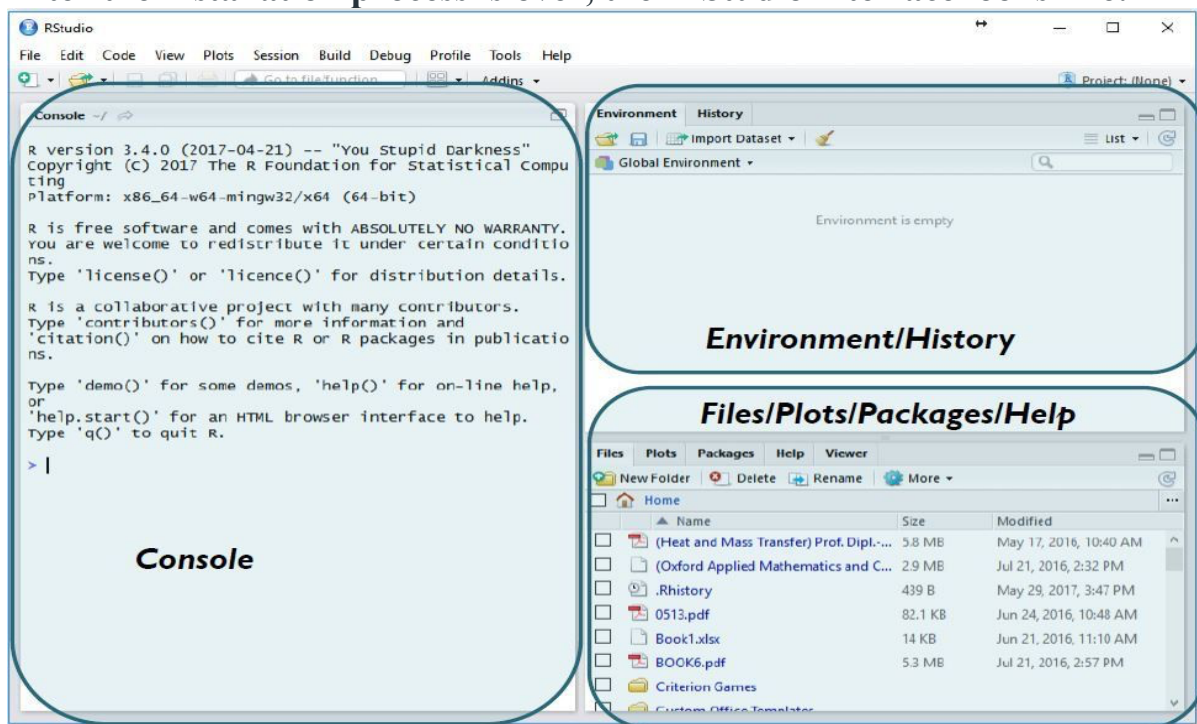 RStudio
File Edit Code View Plots Session Build Debug Profile Tools Help
Go to file/function Addins Project: (None)
Console ~/
R version 3.4.0 (2017-04-21) -- "You Stupid Darkness"
Copyright (C) 2017 The R Foundation for Statistical Compu
ting
Platform: x86_64-w64-mingw32/x64 (64-bit)
R is free software and comes with ABSOLUTELY NO WARRANTY.
You are welcome to redistribute it under certain conditio
ns.
Type 'license()' or 'licence()' for distribution details.
R is a collaborative project with many contributors.
Type 'contributors()' for more information and
'citation()' on how to cite R or R packages in publicatio
ns.
Type 'demo()' for some demos, 'help()' for on-line help,
or
'help.start()' for an HTML browser interface to help.
Type 'q()' to quit R.
>
Console
Environment History
Import Dataset List
Global Environment
Environment is empty
Environment/History
Files/Plots/Packages/Help
Files Plots Packages Help Viewer
New Folder Delete Rename More
Home ...
Name Size Modified
(Heat and Mass Transfer) Prof. Dipl.-... 5.8 MB May 17, 2016, 10:40 AM
(Oxford Applied Mathematics and C... 2.9 MB Jul 21, 2016, 2:32 PM
.Rhistory 439 B May 29, 2017, 3:47 PM
0513.pdf 82.1 KB Jun 24, 2016, 10:48 AM
Book1.xlsx 14 KB Jun 21, 2016, 11:10 AM
BOOK6.pdf 5.3 MB Jul 21, 2016, 2:57 PM
Criterion Games
Custom Office Templates